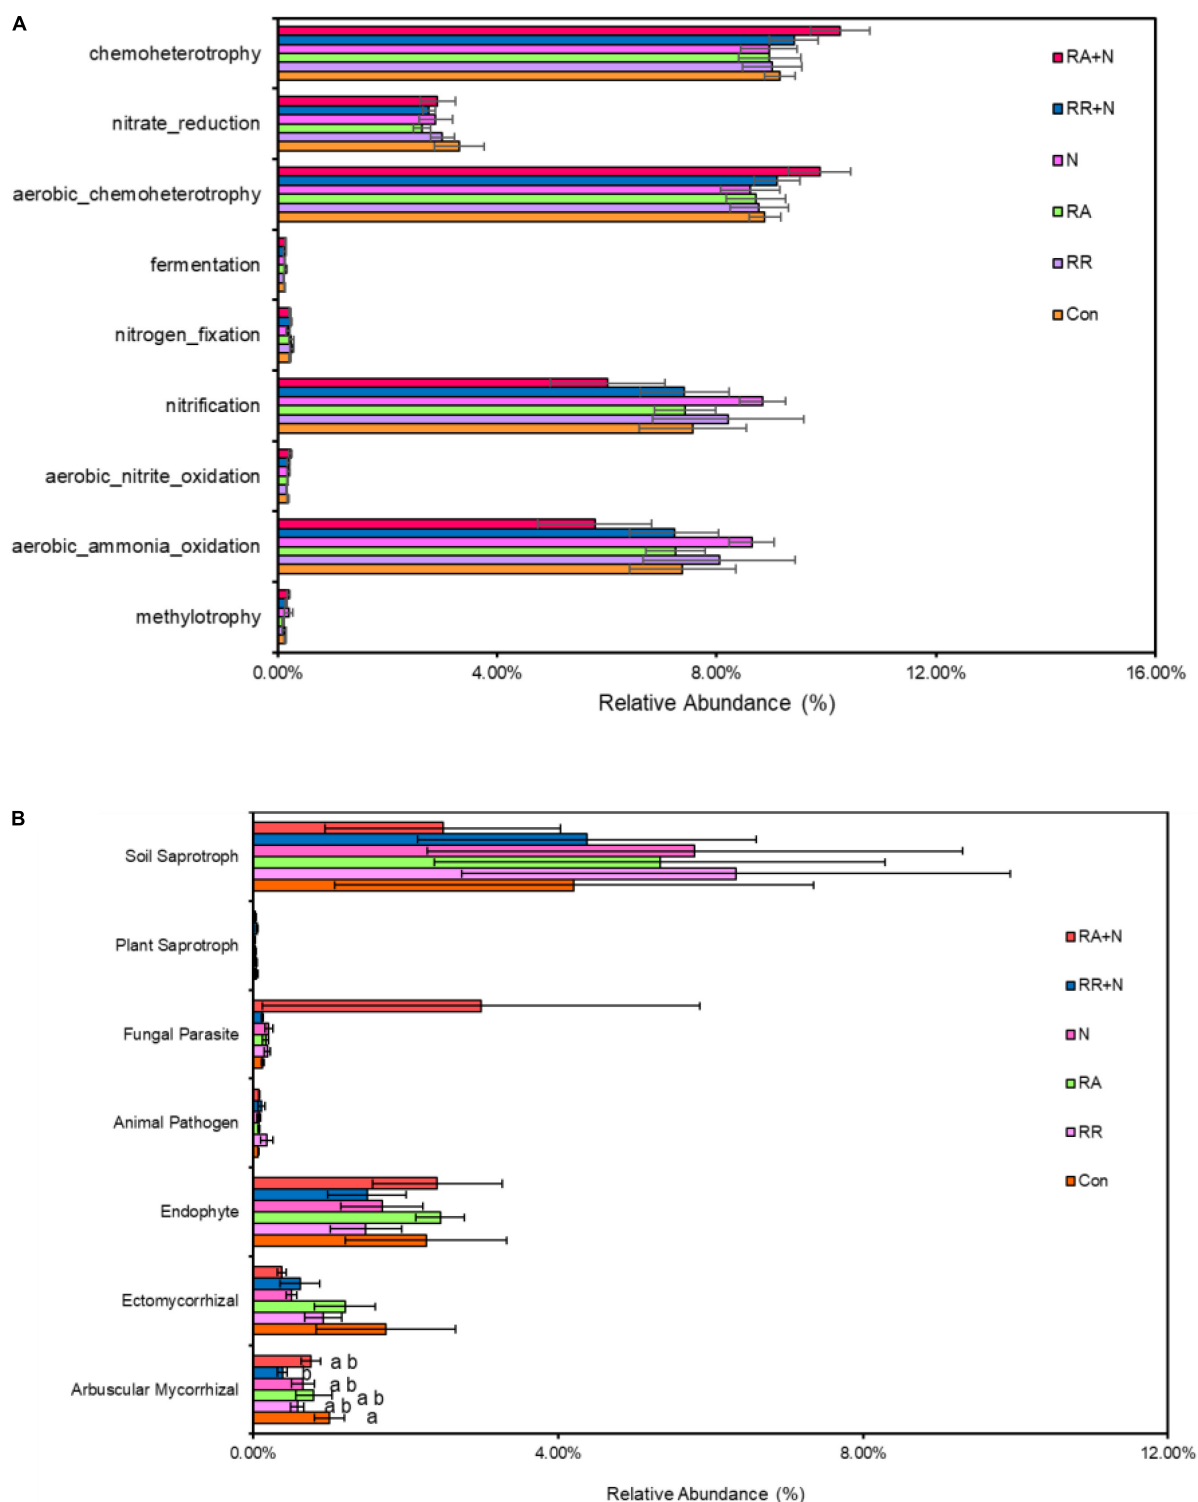 A
chemoheterotrophy
nitrate_reduction
aerobic_chemoheterotrophy
fermentation
nitrogen_fixation
nitrification
aerobic_nitrite_oxidation
aerobic_ammonia_oxidation
methylotrophy
RA+N
RR+N
N
RA
RR
Con
0.00%
4.00%
8.00%
12.00%
16.00%
Relative Abundance (%)
B
Soil Saprotroph
Plant Saprotroph
Fungal Parasite
Animal Pathogen
Endophyte
Ectomycorrhizal
Arbuscular Mycorrhizal
a b
b
a b
a b
a b
a
RA+N
RR+N
N
RA
RR
Con
0.00%
4.00%
8.00%
12.00%
Relative Abundance (%)